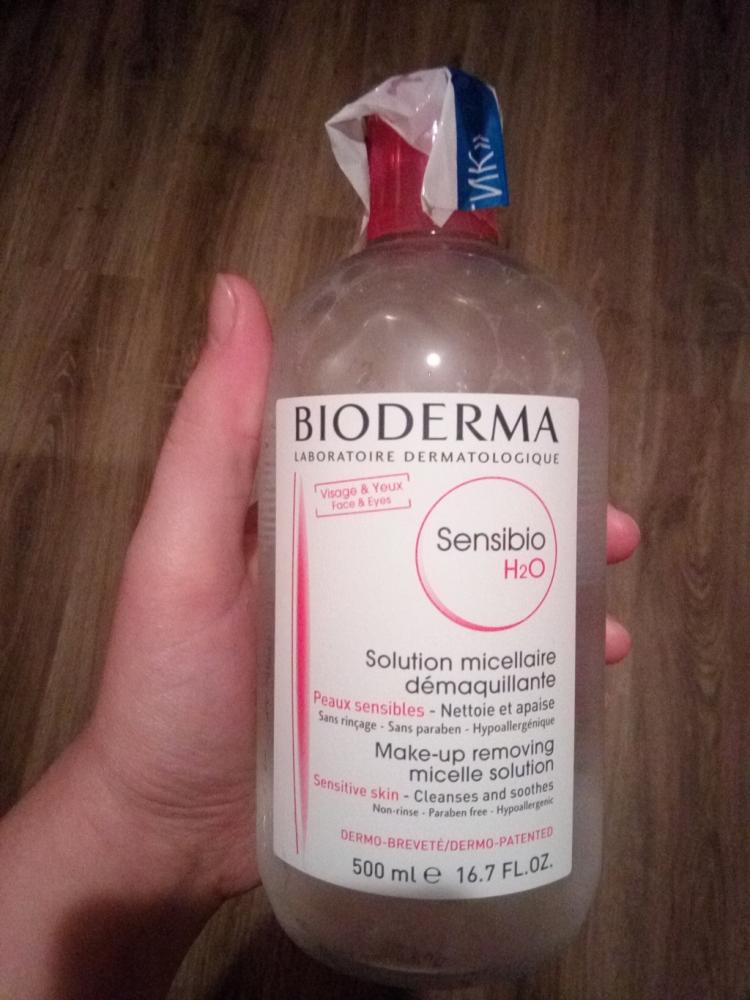 ИК»
BIODERMA
LABORATOIRE DERMATOLOGIQUE
Visage & Yeux
Face & Eyes
Sensibio
H2O
Solution micellaire
démaquillante
Peaux sensibles - Nettoie et apaise
Sans rinçage - Sans paraben - Hypoallergénique
Make-up removing
micelle solution
Sensitive skin - Cleanses and soothes
Non-rinse - Paraben free - Hypoallergenic
DERMO-BREVETÉ/DERMO-PATENTED
500 ml e 16.7 FL.OZ.